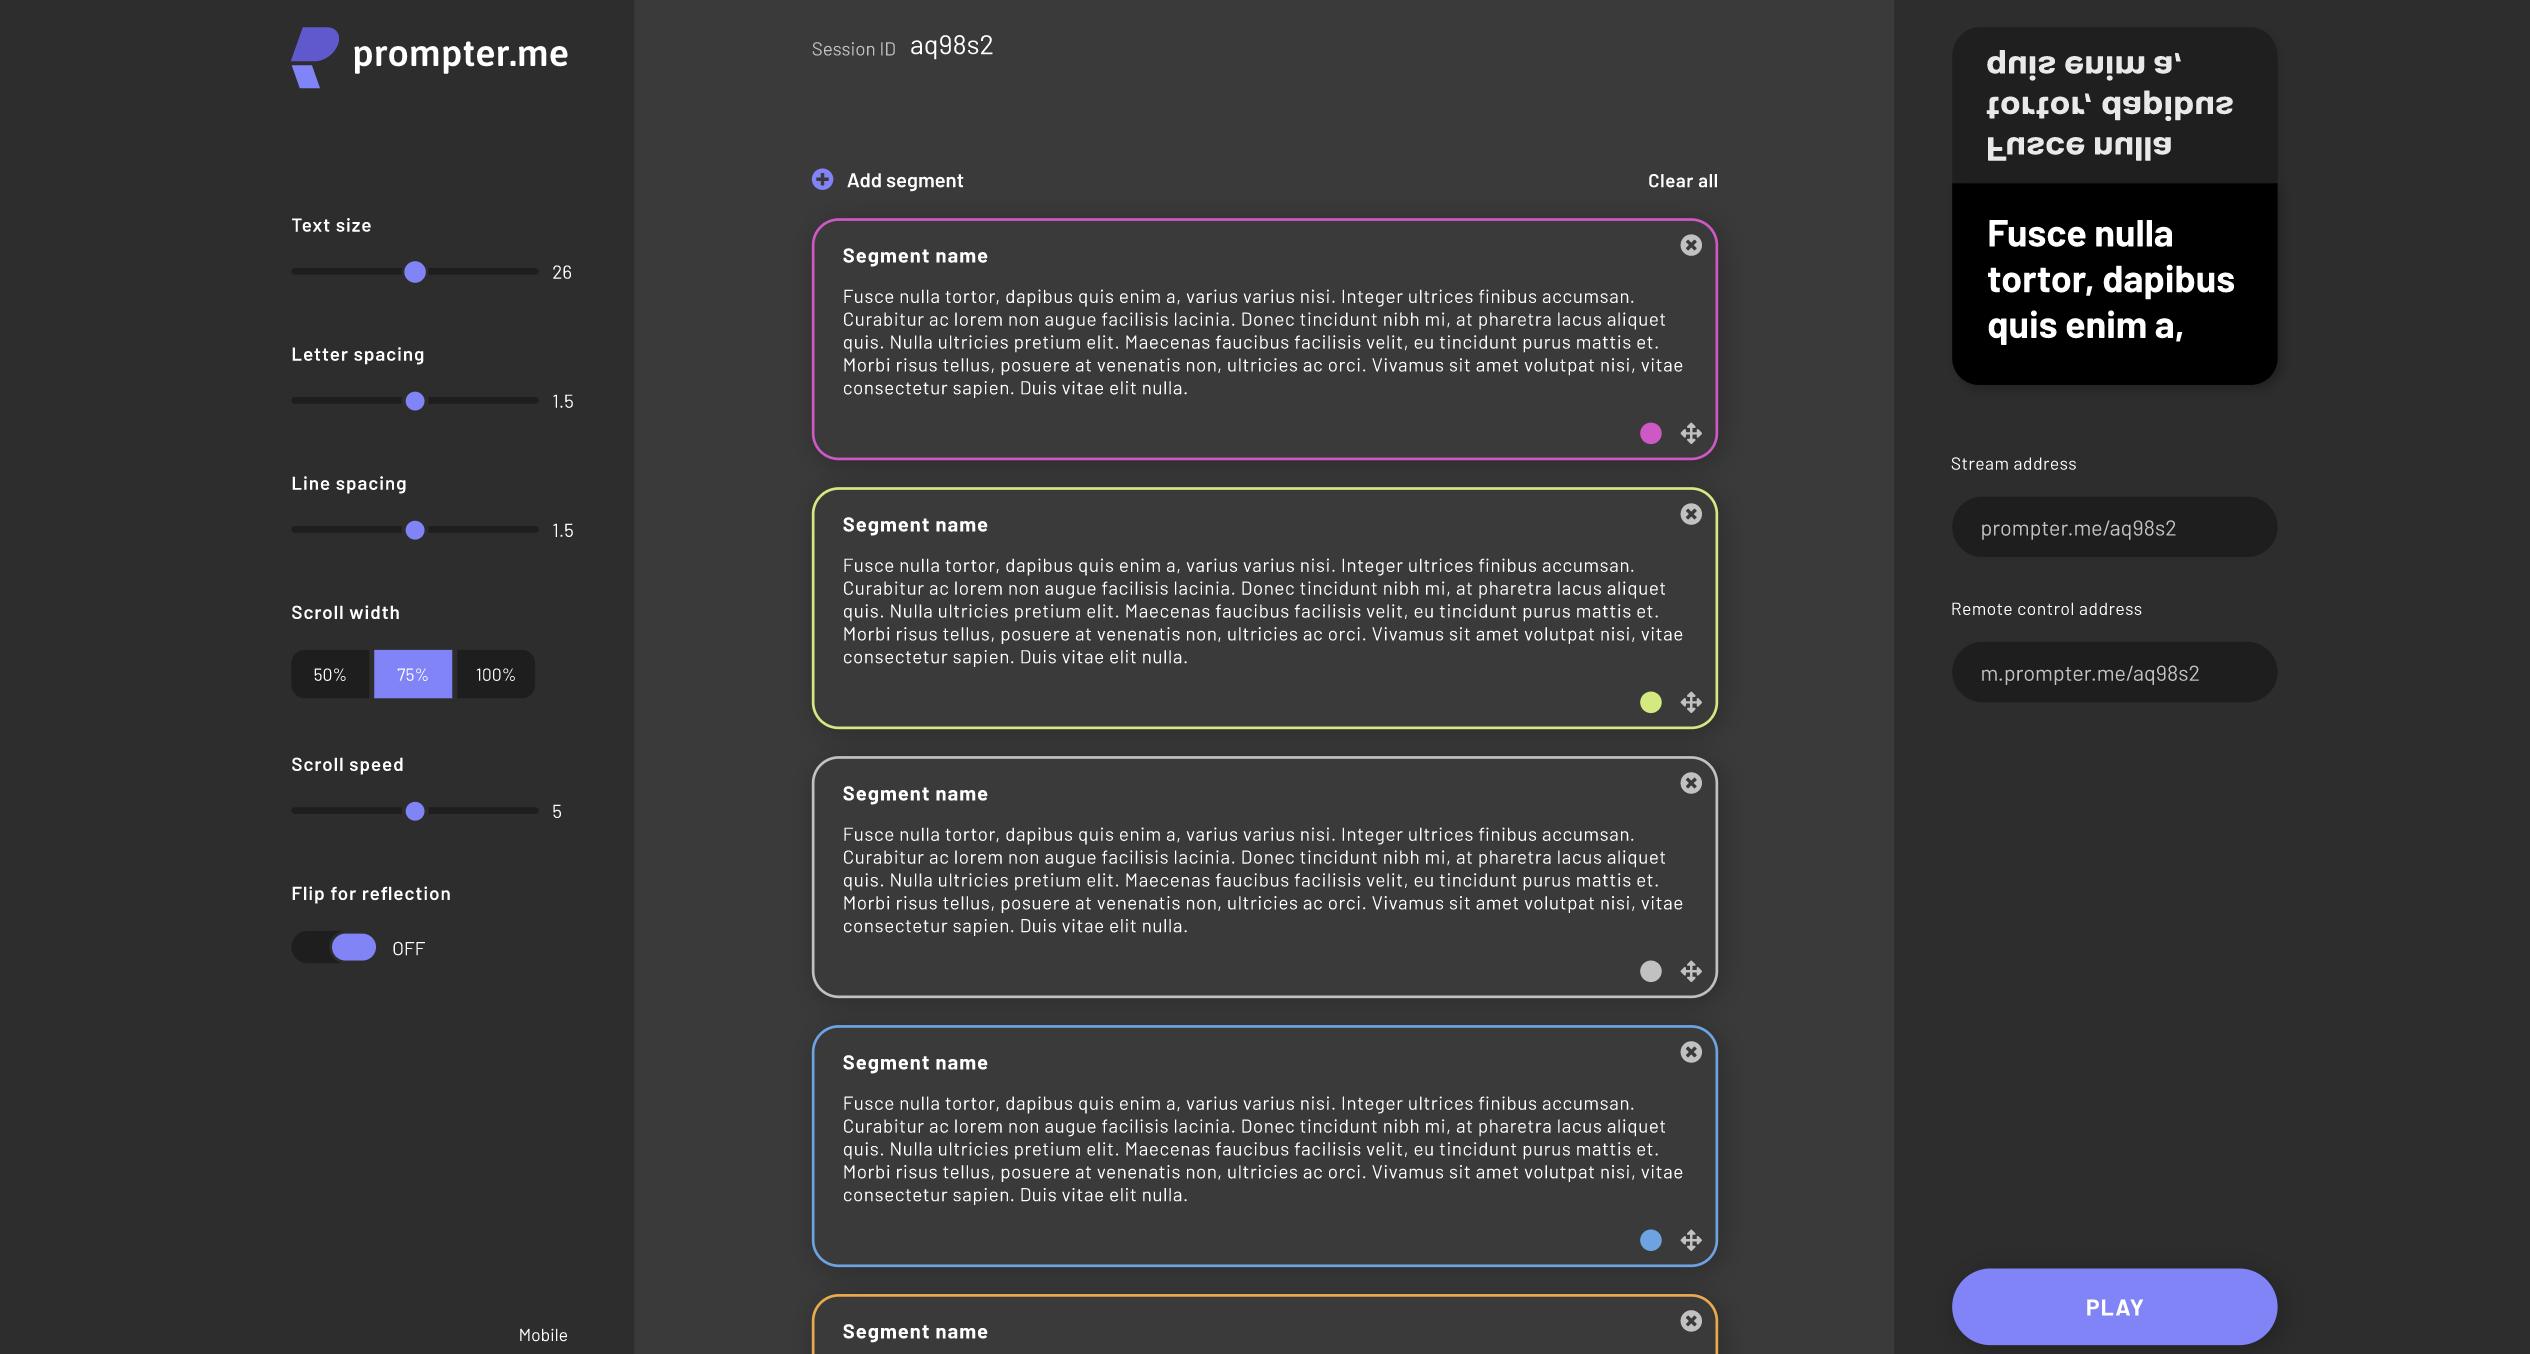 prompter.me
Text size
26
Letter spacing
1.5
Line spacing
1.5
Scroll width
50% 75% 100%
Scroll speed
5
Flip for reflection
OFF
Mobile
Session ID aq98s2
Add segment
Clear all
Segment name
Fusce nulla tortor, dapibus quis enim a, varius varius nisi. Integer ultrices finibus accumsan.
Curabitur ac lorem non augue facilisis lacinia. Donec tincidunt nibh mi, at pharetra lacus aliquet
quis. Nulla ultricies pretium elit. Maecenas faucibus facilisis velit, eu tincidunt purus mattis et.
Morbi risus tellus, posuere at venenatis non, ultricies ac orci. Vivamus sit amet volutpat nisi, vitae
consectetur sapien. Duis vitae elit nulla.
Segment name
Fusce nulla tortor, dapibus quis enim a, varius varius nisi. Integer ultrices finibus accumsan.
Curabitur ac lorem non augue facilisis lacinia. Donec tincidunt nibh mi, at pharetra lacus aliquet
quis. Nulla ultricies pretium elit. Maecenas faucibus facilisis velit, eu tincidunt purus mattis et.
Morbi risus tellus, posuere at venenatis non, ultricies ac orci. Vivamus sit amet volutpat nisi, vitae
consectetur sapien. Duis vitae elit nulla.
Segment name
Fusce nulla tortor, dapibus quis enim a, varius varius nisi. Integer ultrices finibus accumsan.
Curabitur ac lorem non augue facilisis lacinia. Donec tincidunt nibh mi, at pharetra lacus aliquet
quis. Nulla ultricies pretium elit. Maecenas faucibus facilisis velit, eu tincidunt purus mattis et.
Morbi risus tellus, posuere at venenatis non, ultricies ac orci. Vivamus sit amet volutpat nisi, vitae
consectetur sapien. Duis vitae elit nulla.
Segment name
Fusce nulla tortor, dapibus quis enim a, varius varius nisi. Integer ultrices finibus accumsan.
Curabitur ac lorem non augue facilisis lacinia. Donec tincidunt nibh mi, at pharetra lacus aliquet
quis. Nulla ultricies pretium elit. Maecenas faucibus facilisis velit, eu tincidunt purus mattis et.
Morbi risus tellus, posuere at venenatis non, ultricies ac orci. Vivamus sit amet volutpat nisi, vitae
consectetur sapien. Duis vitae elit nulla.
Segment name
quis enim a,
tortor, dapibus
Fusce nulla
Fusce nulla
tortor, dapibus
quis enim a,
Stream address
prompter.me/aq98s2
Remote control address
m.prompter.me/aq98s2
PLAY